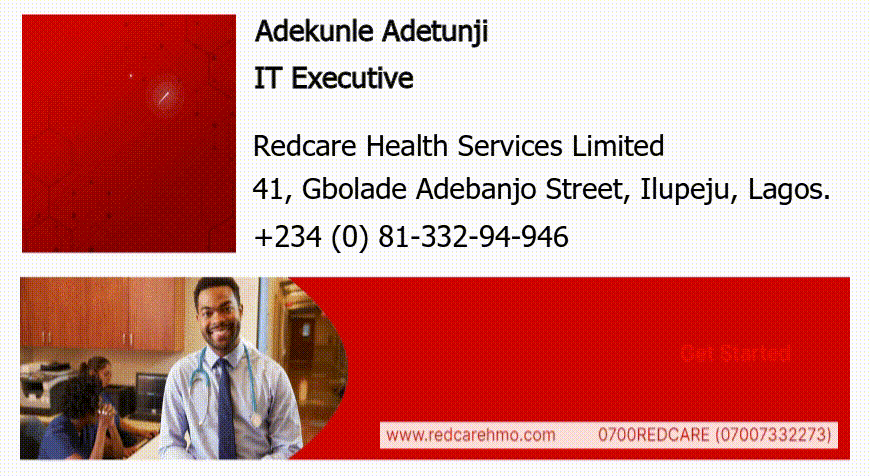 Adekunle Adetunji
IT Executive
Redcare Health Services Limited
41, Gbolade Adebanjo Street, Ilupeju, Lagos.
+234 (0) 81-332-94-946
Get Started
www.redcarehmo.com 0700REDCARE (07007332273)